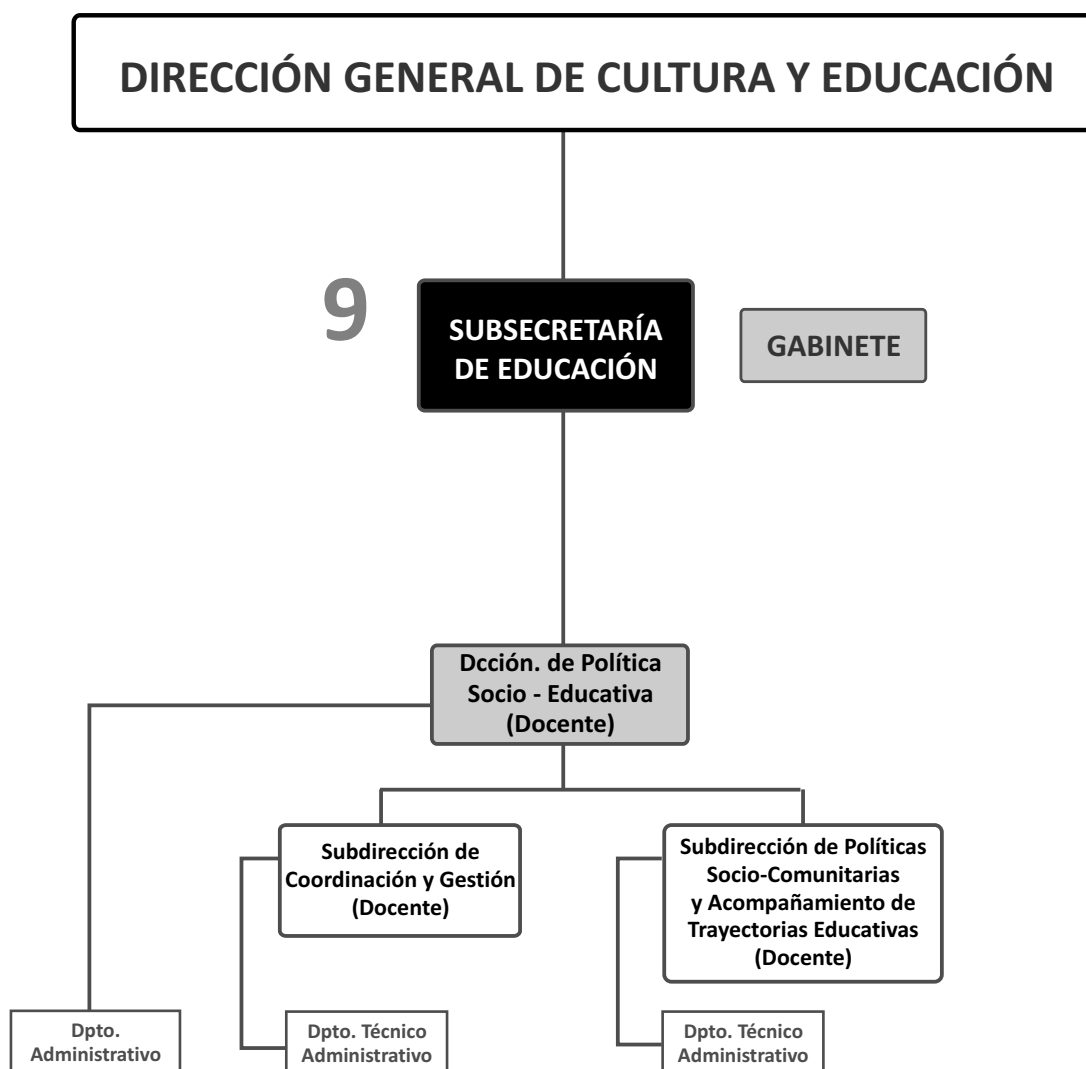 DIRECCIÓN GENERAL DE CULTURA Y EDUCACIÓN
9
SUBSECRETARÍA
DE EDUCACIÓN
GABINETE
Dcción. de Política
Socio - Educativa
(Docente)
Subdirección de
Coordinación y Gestión
(Docente)
Subdirección de Políticas
Socio-Comunitarias
y Acompañamiento de
Trayectorias Educativas
(Docente)
Dpto.
Administrativo
Dpto. Técnico
Administrativo
Dpto. Técnico
Administrativo